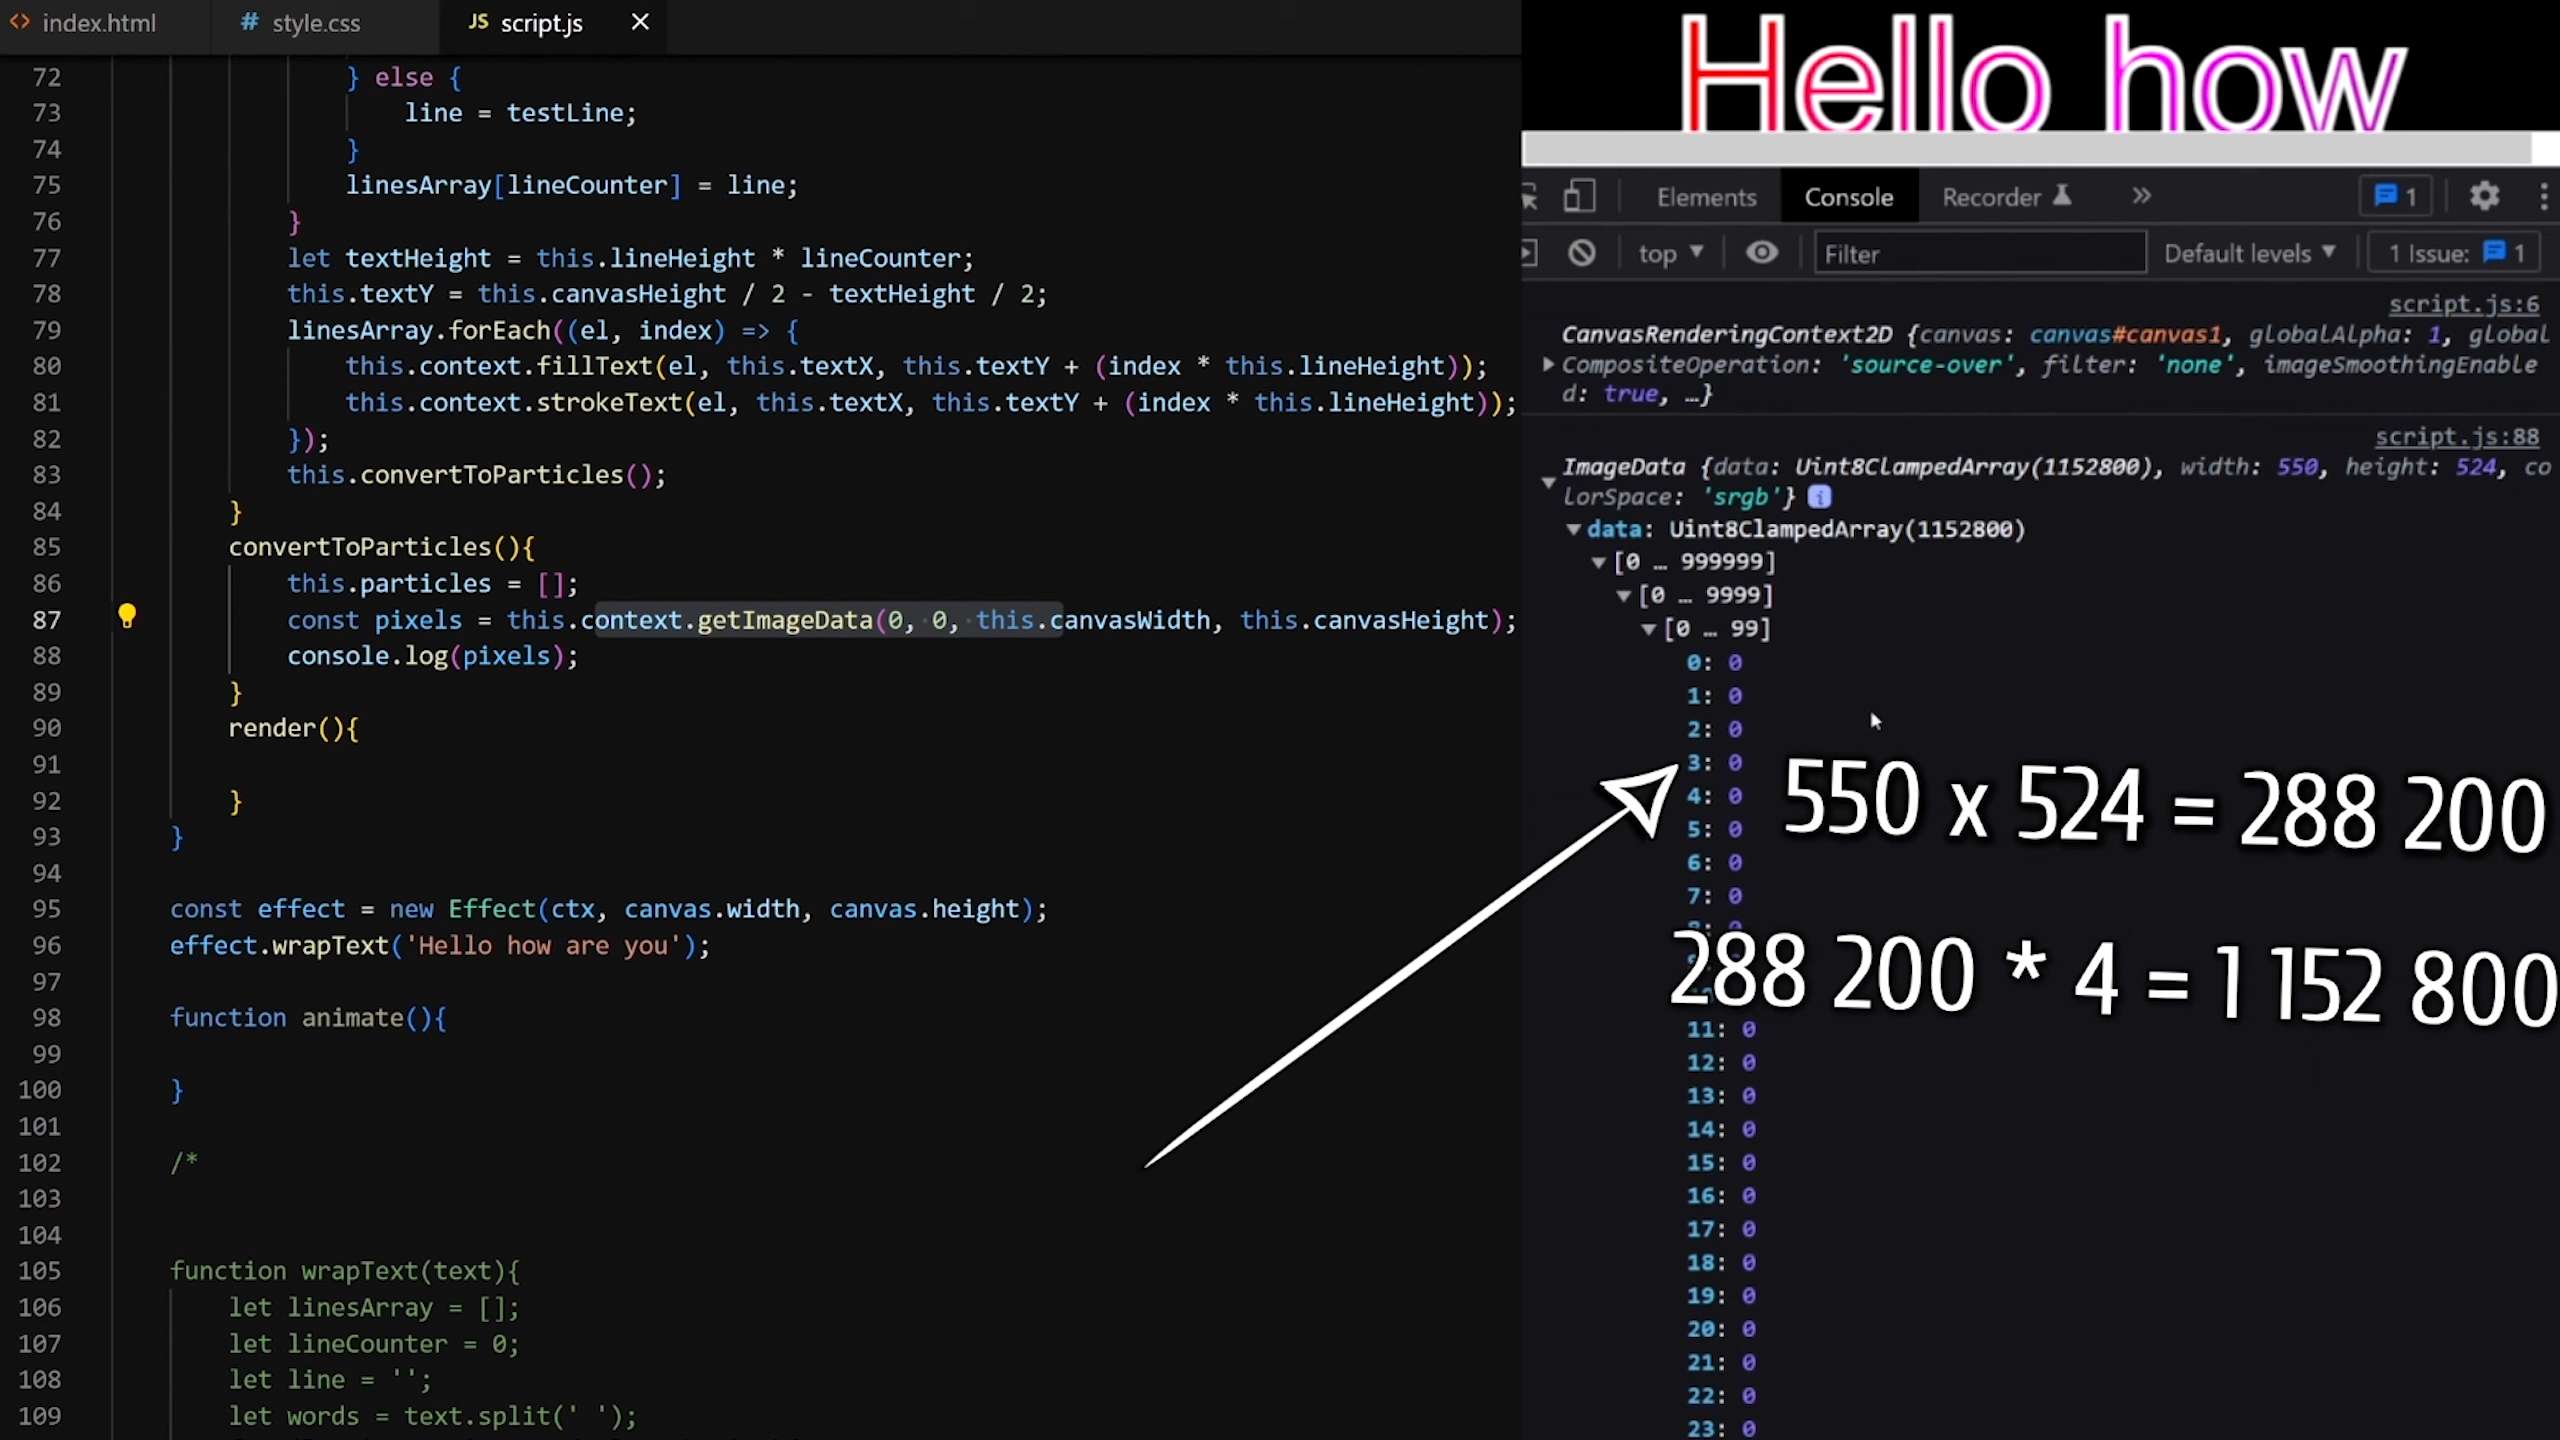 index.html
# style.css
JS script.js
72 } else {
73 line = testLine;
74 }
75 linesArray[lineCounter] = line;
76 }
77 let textHeight = this.lineHeight * lineCounter;
78 this.textY = this.canvasHeight / 2 - textHeight / 2;
79 linesArray.forEach((el, index) => {
80 this.context.fillText(el, this.textX, this.textY + (index * this.lineHeight));
81 this.context.strokeText(el, this.textX, this.textY + (index * this.lineHeight));
82 });
83 this.convertToParticles();
84 }
85 convertToParticles(){
86 this.particles = [];
87 const pixels = this.context.getImageData(0, 0, this.canvasWidth, this.canvasHeight);
88 console.log(pixels);
89 }
90 render(){
91
92 }
93 }
94
95 const effect = new Effect(ctx, canvas.width, canvas.height);
96 effect.wrapText('Hello how are you');
97
98 function animate(){
99
100 }
101
102 /*
103
104
105 function wrapText(text){
106 let linesArray = [];
107 let lineCounter = 0;
108 let line = '';
109 let words = text.split(' ');
Hello how
Elements Console Recorder 1
top Filter Default levels 1 Issue: 1
script.js:6
CanvasRenderingContext2D {canvas: canvas#canvas1, globalAlpha: 1, global
CompositeOperation: 'source-over', filter: 'none', imageSmoothingEnable
d: true, …}
script.js:88
ImageData {data: Uint8ClampedArray(1152800), width: 550, height: 524, co
lorSpace: 'srgb'}
data: Uint8ClampedArray(1152800)
[0 … 999999]
[0 … 9999]
[0 … 99]
0: 0
1: 0
2: 0
3: 0
4: 0
550 x 524 = 288 200
5: 0
6: 0
7: 0
288 200 * 4 = 1 152 800
11: 0
12: 0
13: 0
14: 0
15: 0
16: 0
17: 0
18: 0
19: 0
20: 0
21: 0
22: 0
23: 0